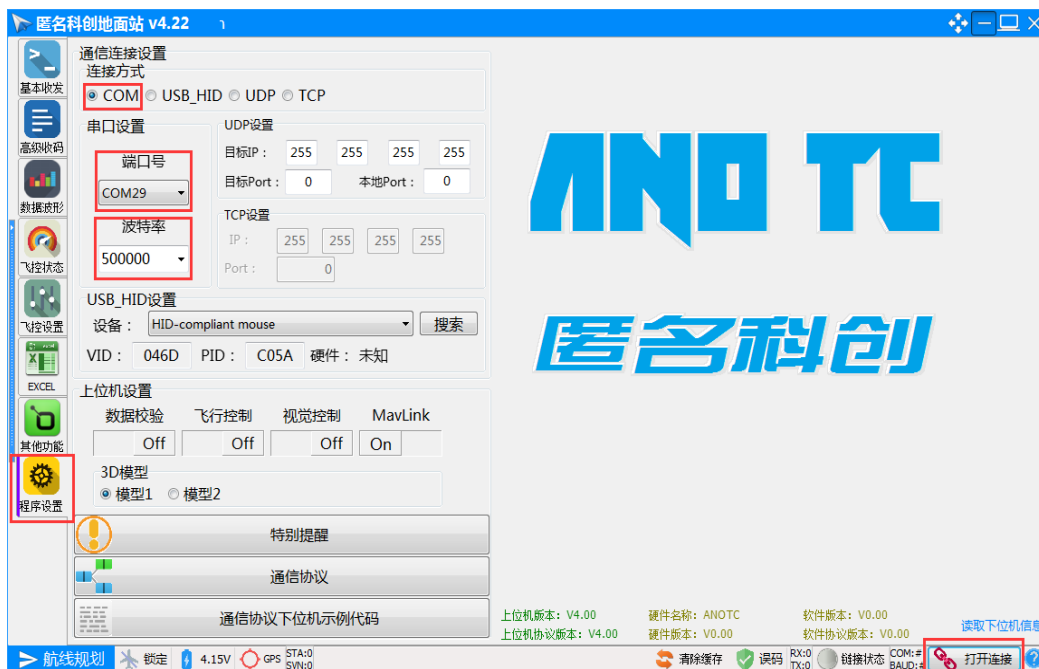 匿名科创地面站 v4.22
基本收发
高级收码
数据波形
飞控状态
飞控设置
EXCEL
其他功能
程序设置
通信连接设置
连接方式
COM USB_HID UDP TCP
串口设置
端口号
COM29
波特率
500000
UDP设置
目标IP： 255 255 255 255
目标Port： 0 本地Port： 0
TCP设置
IP： 255 255 255 255
Port： 0
USB_HID设置
设备： HID-compliant mouse 搜索
VID： 046D PID： C05A 硬件： 未知
上位机设置
数据校验 飞行控制 视觉控制 MavLink
Off Off Off On
3D模型
模型1 模型2
特别提醒
通信协议
通信协议下位机示例代码
ANO TC
匿名科创
上位机版本： V4.00 硬件名称： ANOTC 软件版本： V0.00
上位机协议版本： V4.00 硬件版本： V0.00 软件协议版本： V0.00
读取下位机信息
航线规划 锁定 4.15V GPS STA:0 SVN:0 清除缓存 误码 RX:0 TX:0 链接状态 COM:# BAUD:# 打开连接